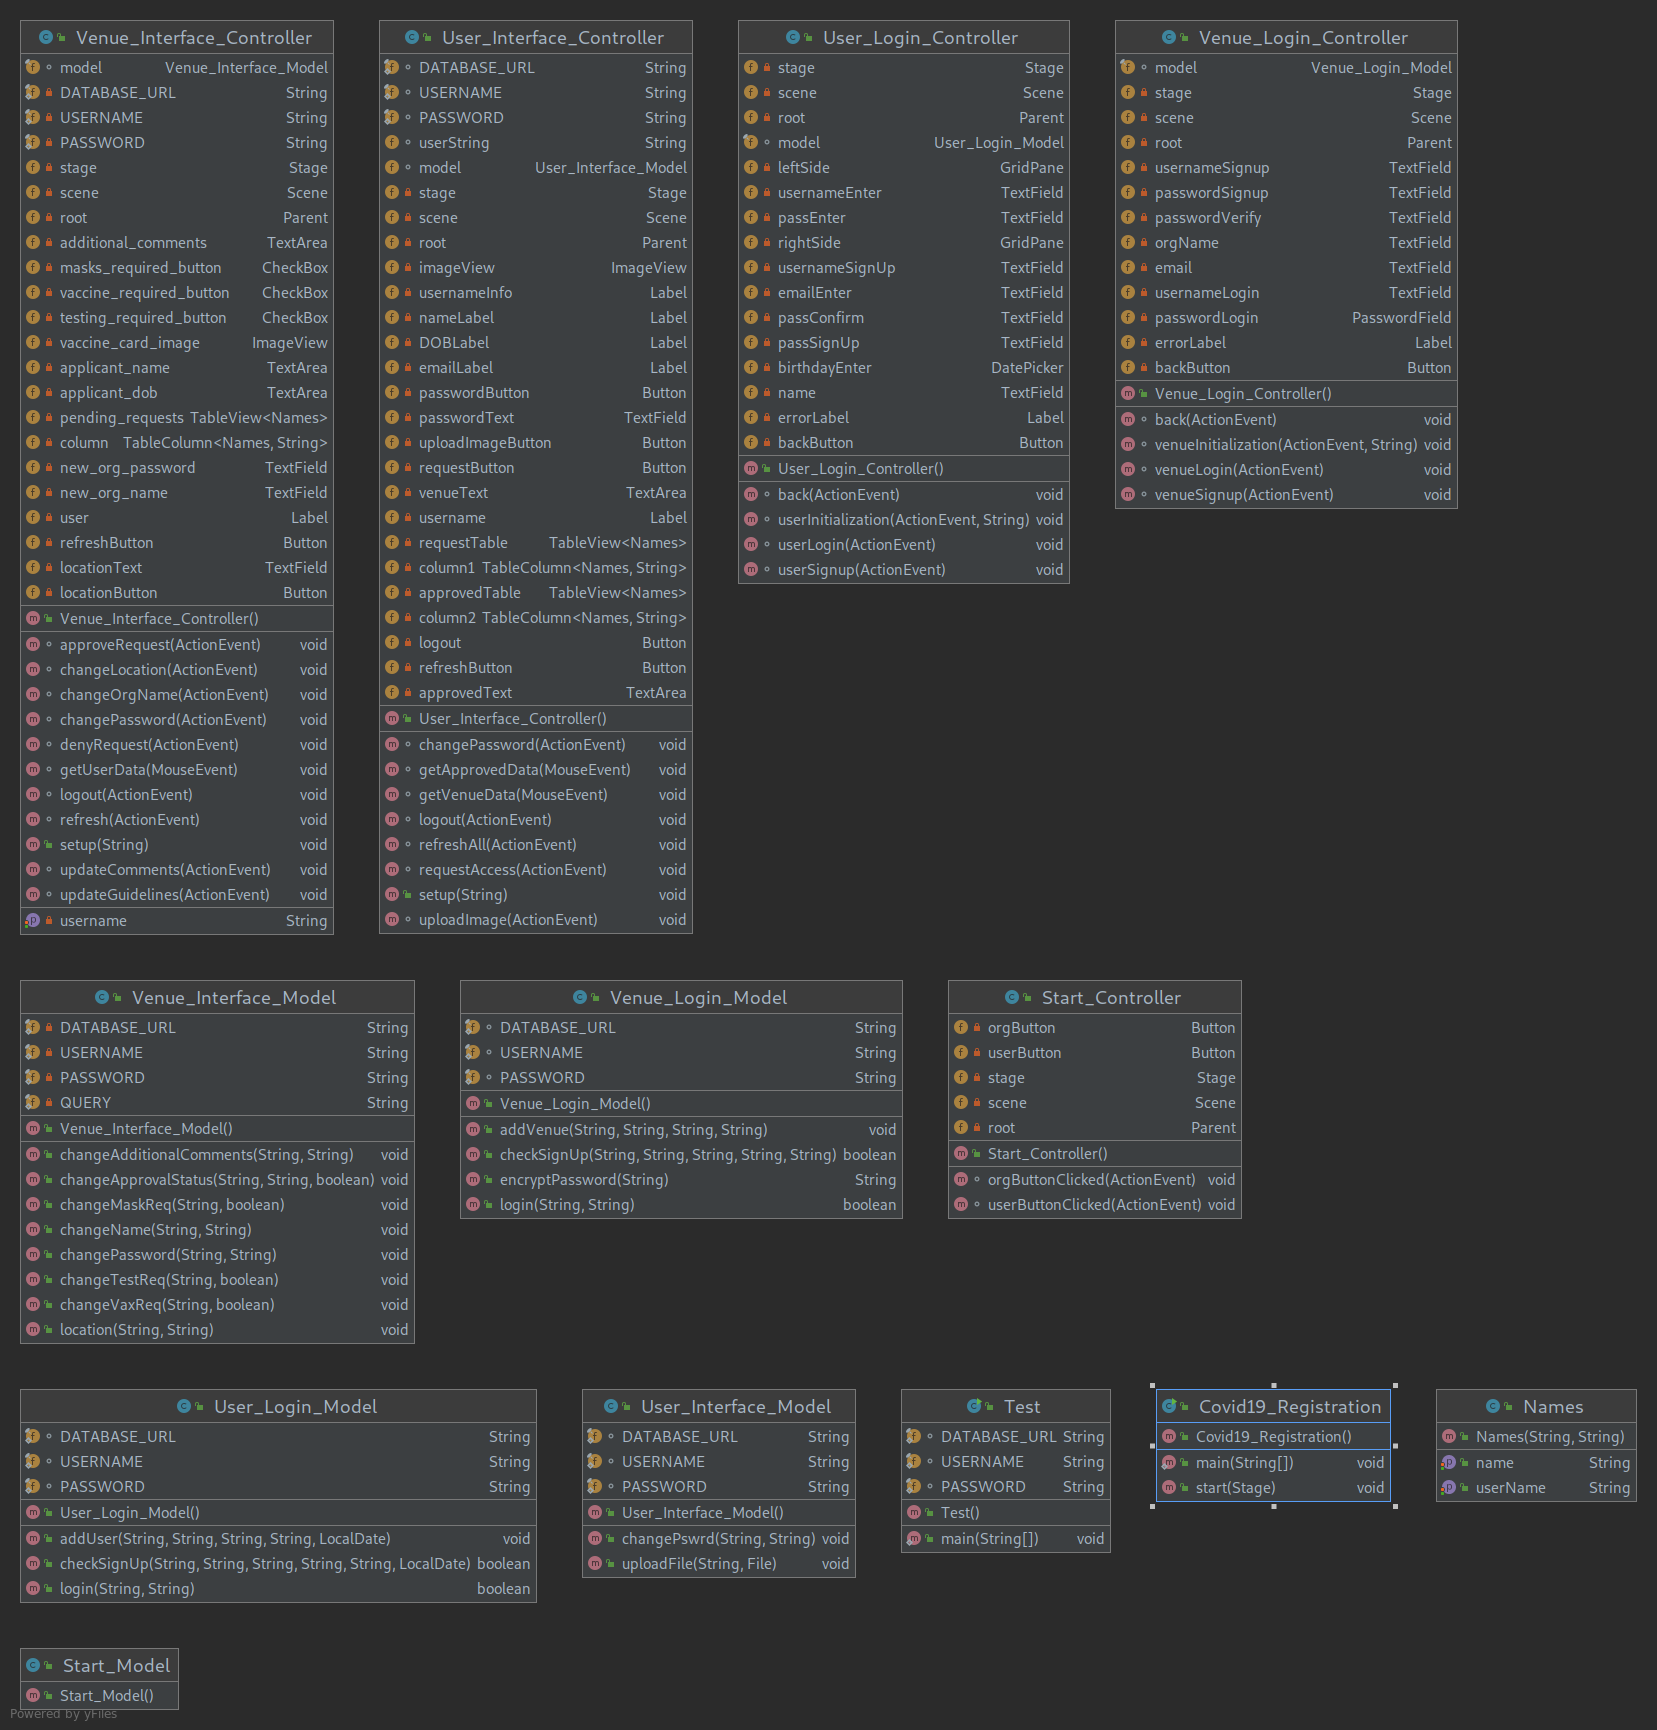 Venue_Interface_Controller
model Venue_Interface_Model
DATABASE_URL String
USERNAME String
PASSWORD String
stage Stage
scene Scene
root Parent
additional_comments TextArea
masks_required_button CheckBox
vaccine_required_button CheckBox
testing_required_button CheckBox
vaccine_card_image ImageView
applicant_name TextArea
applicant_dob TextArea
pending_requests TableView<Names>
column TableColumn<Names, String>
new_org_password TextField
new_org_name TextField
user Label
refreshButton Button
locationText TextField
locationButton Button
Venue_Interface_Controller()
approveRequest(ActionEvent) void
changeLocation(ActionEvent) void
changeOrgName(ActionEvent) void
changePassword(ActionEvent) void
denyRequest(ActionEvent) void
getUserData(MouseEvent) void
logout(ActionEvent) void
refresh(ActionEvent) void
setup(String) void
updateComments(ActionEvent) void
updateGuidelines(ActionEvent) void
username String
User_Interface_Controller
DATABASE_URL String
USERNAME String
PASSWORD String
userString String
model User_Interface_Model
stage Stage
scene Scene
root Parent
imageView ImageView
usernameInfo Label
nameLabel Label
DOBLabel Label
emailLabel Label
passwordButton Button
passwordText TextField
uploadImageButton Button
requestButton Button
venueText TextArea
username Label
requestTable TableView<Names>
column1 TableColumn<Names, String>
approvedTable TableView<Names>
column2 TableColumn<Names, String>
logout Button
refreshButton Button
approvedText TextArea
User_Interface_Controller()
changePassword(ActionEvent) void
getApprovedData(MouseEvent) void
getVenueData(MouseEvent) void
logout(ActionEvent) void
refreshAll(ActionEvent) void
requestAccess(ActionEvent) void
setup(String) void
uploadImage(ActionEvent) void
User_Login_Controller
stage Stage
scene Scene
root Parent
model User_Login_Model
leftSide GridPane
usernameEnter TextField
passEnter TextField
rightSide GridPane
usernameSignUp TextField
emailEnter TextField
passConfirm TextField
passSignUp TextField
birthdayEnter DatePicker
name TextField
errorLabel Label
backButton Button
User_Login_Controller()
back(ActionEvent) void
userInitialization(ActionEvent, String) void
userLogin(ActionEvent) void
userSignup(ActionEvent) void
Venue_Login_Controller
model Venue_Login_Model
stage Stage
scene Scene
root Parent
usernameSignup TextField
passwordSignup TextField
passwordVerify TextField
orgName TextField
email TextField
usernameLogin TextField
passwordLogin PasswordField
errorLabel Label
backButton Button
Venue_Login_Controller()
back(ActionEvent) void
venueInitialization(ActionEvent, String) void
venueLogin(ActionEvent) void
venueSignup(ActionEvent) void
Venue_Interface_Model
DATABASE_URL String
USERNAME String
PASSWORD String
QUERY String
Venue_Interface_Model()
changeAdditionalComments(String, String) void
changeApprovalStatus(String, String, boolean) void
changeMaskReq(String, boolean) void
changeName(String, String) void
changePassword(String, String) void
changeTestReq(String, boolean) void
changeVaxReq(String, boolean) void
location(String, String) void
Venue_Login_Model
DATABASE_URL String
USERNAME String
PASSWORD String
Venue_Login_Model()
addVenue(String, String, String, String) void
checkSignUp(String, String, String, String, String) boolean
encryptPassword(String) String
login(String, String) boolean
Start_Controller
orgButton Button
userButton Button
stage Stage
scene Scene
root Parent
Start_Controller()
orgButtonClicked(ActionEvent) void
userButtonClicked(ActionEvent) void
User_Login_Model
DATABASE_URL String
USERNAME String
PASSWORD String
User_Login_Model()
addUser(String, String, String, String, LocalDate) void
checkSignUp(String, String, String, String, String, LocalDate) boolean
login(String, String) boolean
User_Interface_Model
DATABASE_URL String
USERNAME String
PASSWORD String
User_Interface_Model()
changePswrd(String, String) void
uploadFile(String, File) void
Test
DATABASE_URL String
USERNAME String
PASSWORD String
Test()
main(String[]) void
Covid19_Registration
Covid19_Registration()
main(String[]) void
start(Stage) void
Names
Names(String, String)
name String
userName String
Start_Model
Start_Model()
Powered by yFiles